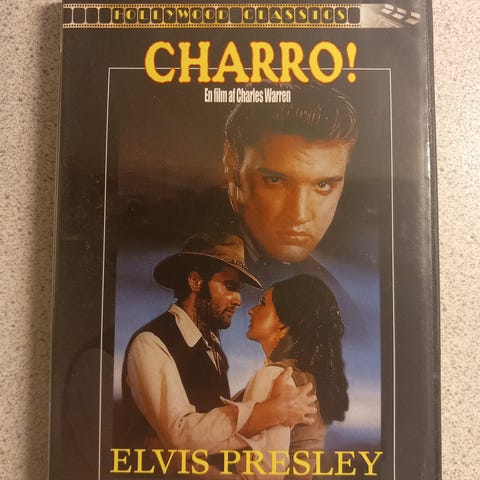 HOLLYWOOD CLASSICS
CHARRO!
En film af Charles Warren
ELVIS PRESLEY